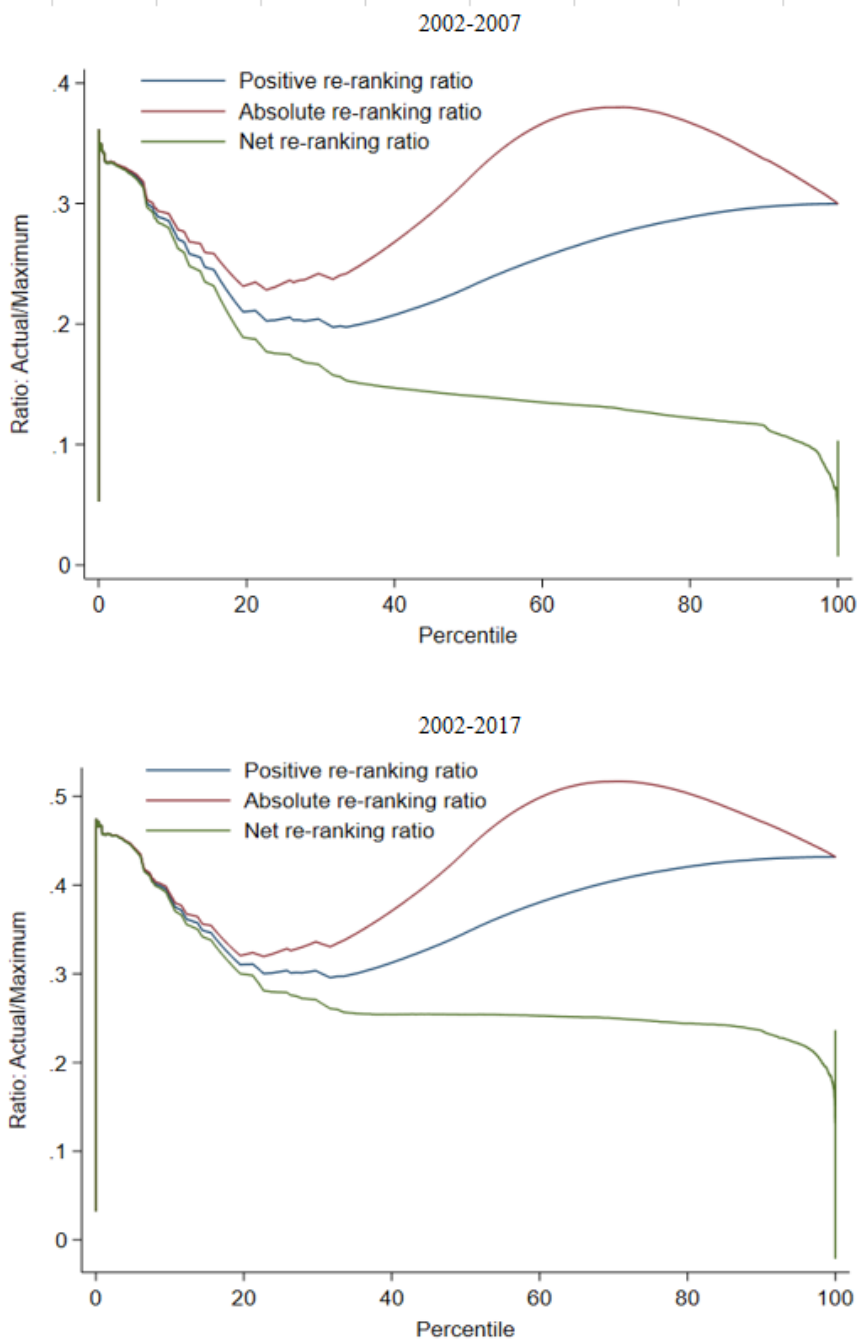 2002-2007
Positive re-ranking ratio
Absolute re-ranking ratio
Net re-ranking ratio
.4
.3
.2
.1
0
Ratio: Actual/Maximum
0 20 40 60 80 100
Percentile
2002-2017
Positive re-ranking ratio
Absolute re-ranking ratio
Net re-ranking ratio
.5
.4
.3
.2
.1
0
Ratio: Actual/Maximum
0 20 40 60 80 100
Percentile